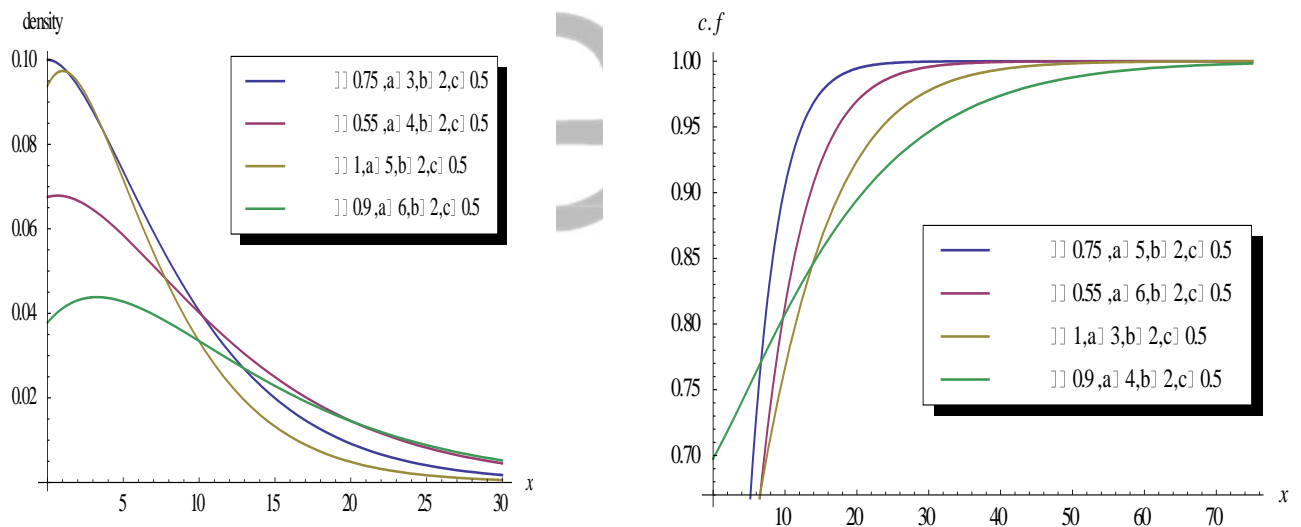 density
0.10
0.08
0.06
0.04
0.02
5 10 15 20 25 30 x
0.75 ,a 3,b 2,c 0.5
0.55 ,a 4,b 2,c 0.5
1,a 5,b 2,c 0.5
0.9 ,a 6,b 2,c 0.5
c.f
1.00
0.95
0.90
0.85
0.80
0.75
0.70
10 20 30 40 50 60 70 x
0.75 ,a 5,b 2,c 0.5
0.55 ,a 6,b 2,c 0.5
1,a 3,b 2,c 0.5
0.9 ,a 4,b 2,c 0.5